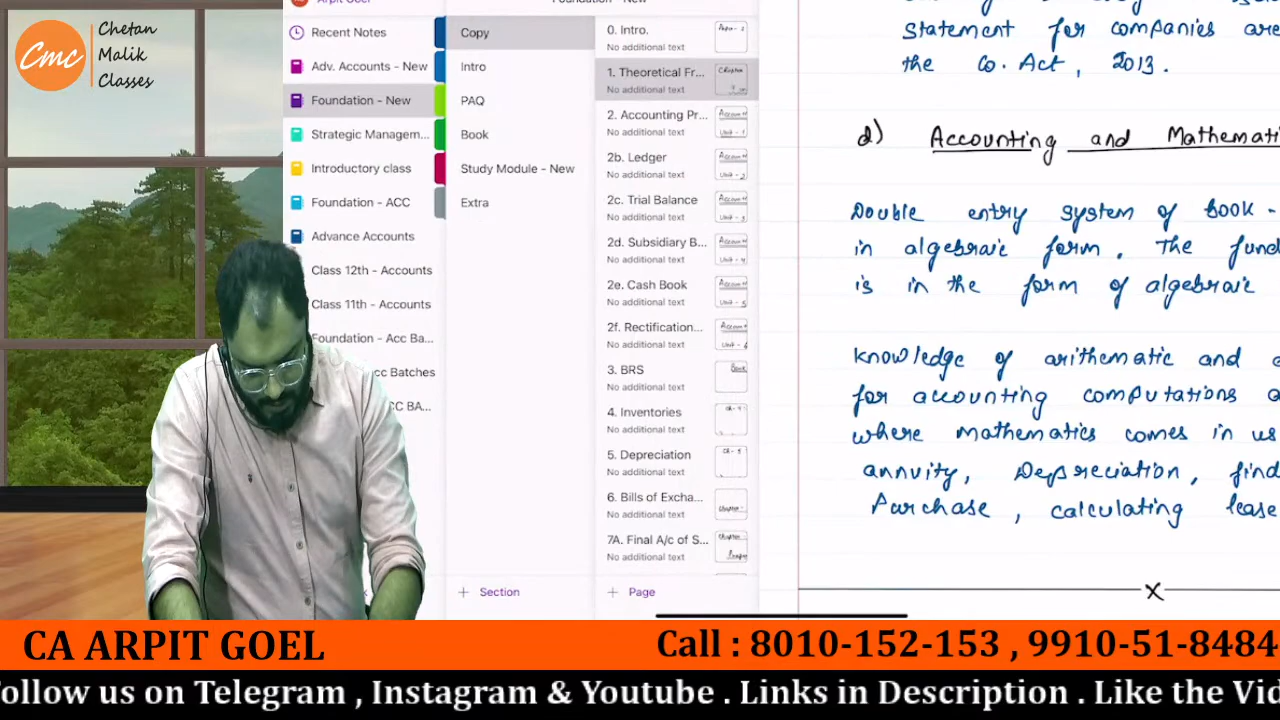 Cmc
Chetan
Malik
Classes
Arpit Goel
Recent Notes
Adv. Accounts - New
Foundation - New
Strategic Managem...
Introductory class
Foundation - ACC
Advance Accounts
Class 12th - Accounts
Class 11th - Accounts
Foundation - Acc Ba...
cc Batches
CC BA...
Copy
Intro
PAQ
Book
Study Module - New
Extra
Section
0. Intro.
No additional text
1. Theoretical Fr...
No additional text
2. Accounting Pr...
No additional text
2b. Ledger
No additional text
2c. Trial Balance
No additional text
2d. Subsidiary B...
No additional text
2e. Cash Book
No additional text
2f. Rectification...
No additional text
3. BRS
No additional text
4. Inventories
No additional text
5. Depreciation
No additional text
6. Bills of Excha...
No additional text
7A. Final A/c of S...
No additional text
Page
statement for companies are
the Co. Act, 2013.
d) Accounting and Mathemati
Double entry system of Book -
in algebraic form. The fund
is in the form of algebraic
Knowledge of arithematic and
for accounting computations
where mathematics comes in us
annuity, Depreciation, find
Purchase, calculating lease
X
CA ARPIT GOEL
Call : 8010-152-153 , 9910-51-8484
ollow us on Telegram , Instagram & Youtube . Links in Description . Like the Vid